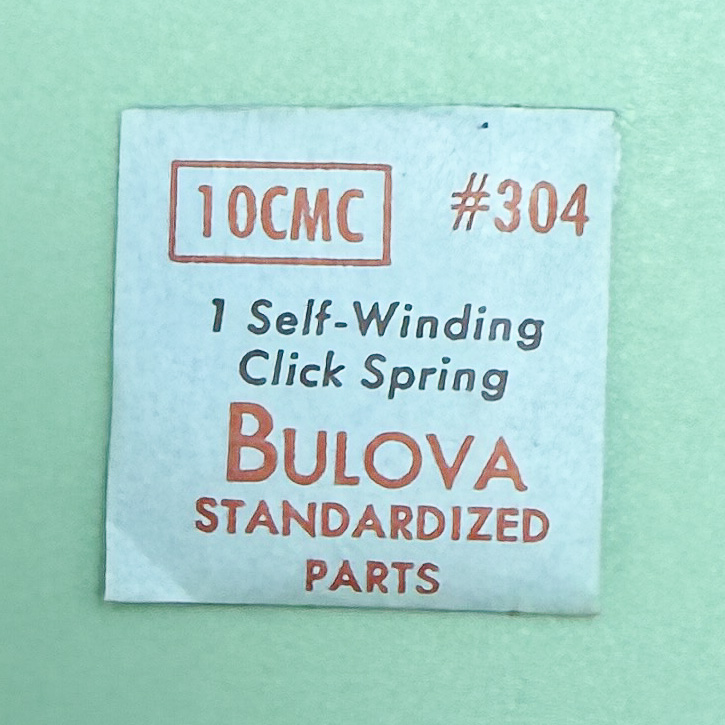 10CMC #304
1 Self-Winding
Click Spring
BULOVA
STANDARDIZED
PARTS